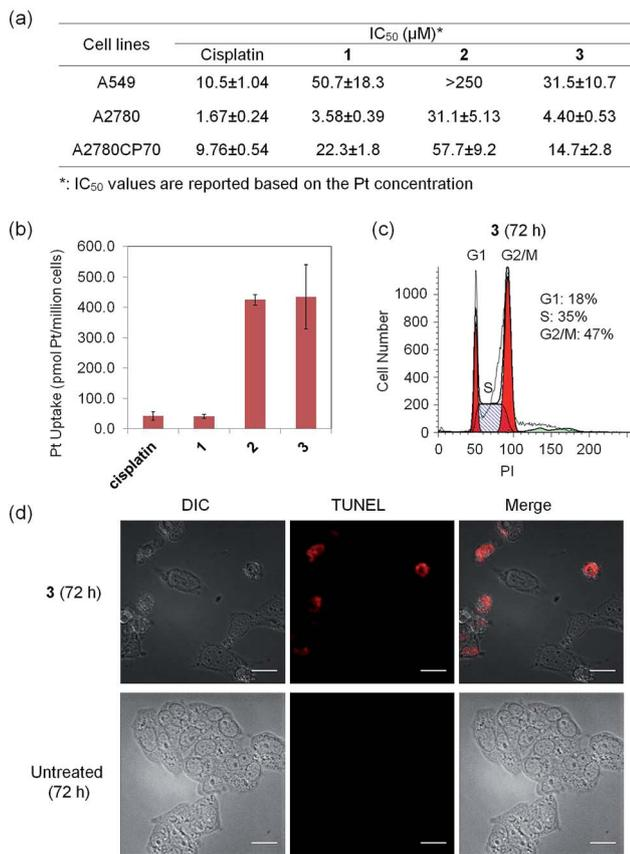 (a)
Cell lines IC50 (µM)*
Cisplatin 1 2 3
A549 10.5±1.04 50.7±18.3 >250 31.5±10.7
A2780 1.67±0.24 3.58±0.39 31.1±5.13 4.40±0.53
A2780CP70 9.76±0.54 22.3±1.8 57.7±9.2 14.7±2.8
*: IC50 values are reported based on the Pt concentration
(b)
Pt Uptake (pmol Pt/million cells)
600.0
500.0
400.0
300.0
200.0
100.0
0.0
cisplatin 1 2 3
(c)
3 (72 h)
G1 G2/M
G1: 18%
S: 35%
G2/M: 47%
S
Cell Number
1000
800
600
400
200
0
0 50 100 150 200
PI
(d)
DIC TUNEL Merge
3 (72 h)
Untreated
(72 h)